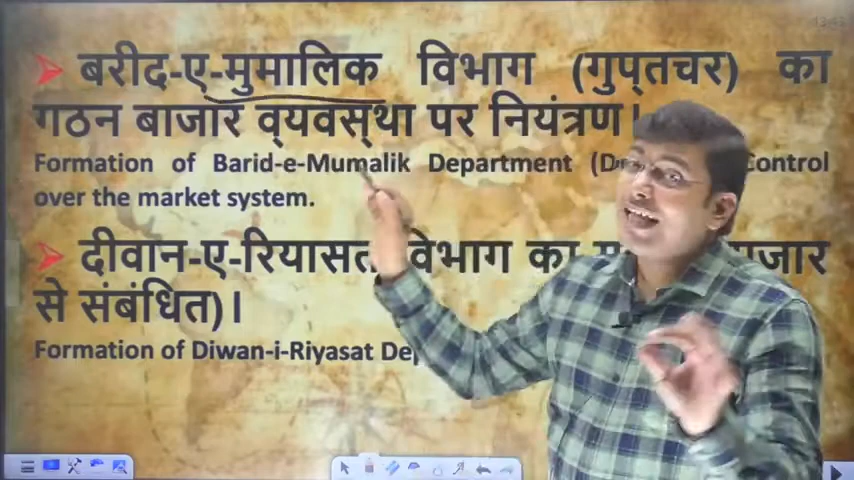 बरीद-ए-मुमालिक विभाग (गुप्तचर) का
गठन बाजार व्यवस्था पर नियंत्रण।
Formation of Barid-e-Mumalik Department Control
over the market system.
दीवान-ए-रियासत विभाग का
से संबंधित)।
Formation of Diwan-i-Riyasat